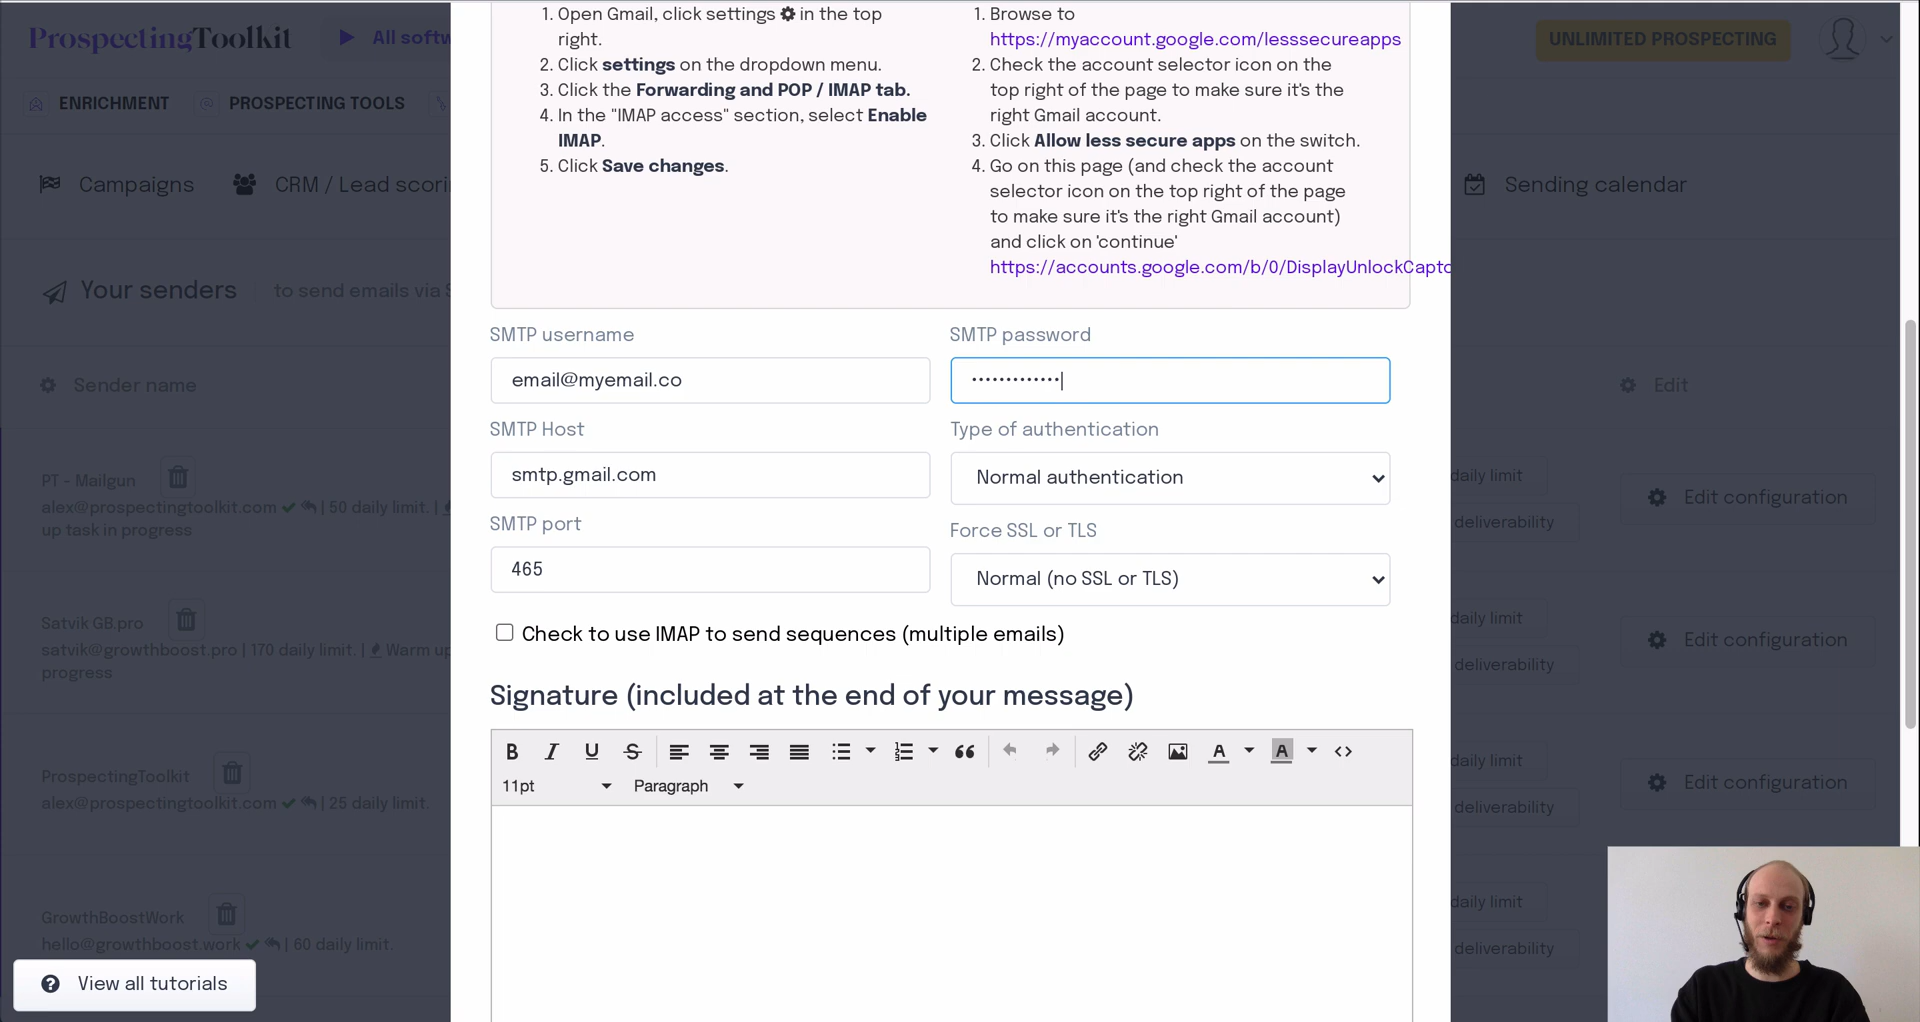 ProspectingToolkit
All softw
UNLIMITED PROSPECTING
ENRICHMENT
PROSPECTING TOOLS
Campaigns
CRM / Lead scori
Sending calendar
Your senders
to send emails via S
Sender name
Edit
PT - Mailgun
alex@prospectingtoolkit.com | 50 daily limit. |
up task in progress
Satvik GB.pro
satvik@growthboost.pro | 170 daily limit. | Warm up
progress
ProspectingToolkit
alex@prospectingtoolkit.com | 25 daily limit.
GrowthBoostWork
hello@growthboost.work | 60 daily limit.
View all tutorials
1. Open Gmail, click settings in the top
right.
2. Click settings on the dropdown menu.
3. Click the Forwarding and POP / IMAP tab.
4. In the "IMAP access" section, select Enable
IMAP.
5. Click Save changes.
1. Browse to
https://myaccount.google.com/lesssecureapps
2. Check the account selector icon on the
top right of the page to make sure it's the
right Gmail account.
3. Click Allow less secure apps on the switch.
4. Go on this page (and check the account
selector icon on the top right of the page
to make sure it's the right Gmail account)
and click on 'continue'
https://accounts.google.com/b/0/DisplayUnlockCaptc
SMTP username
email@myemail.co
SMTP password
•••••••••••••
SMTP Host
smtp.gmail.com
Type of authentication
Normal authentication
SMTP port
465
Force SSL or TLS
Normal (no SSL or TLS)
Check to use IMAP to send sequences (multiple emails)
Signature (included at the end of your message)
B I U S A A
11pt Paragraph
daily limit
deliverability
Edit configuration
daily limit
deliverability
Edit configuration
daily limit
deliverability
Edit configuration
daily limit
deliverability